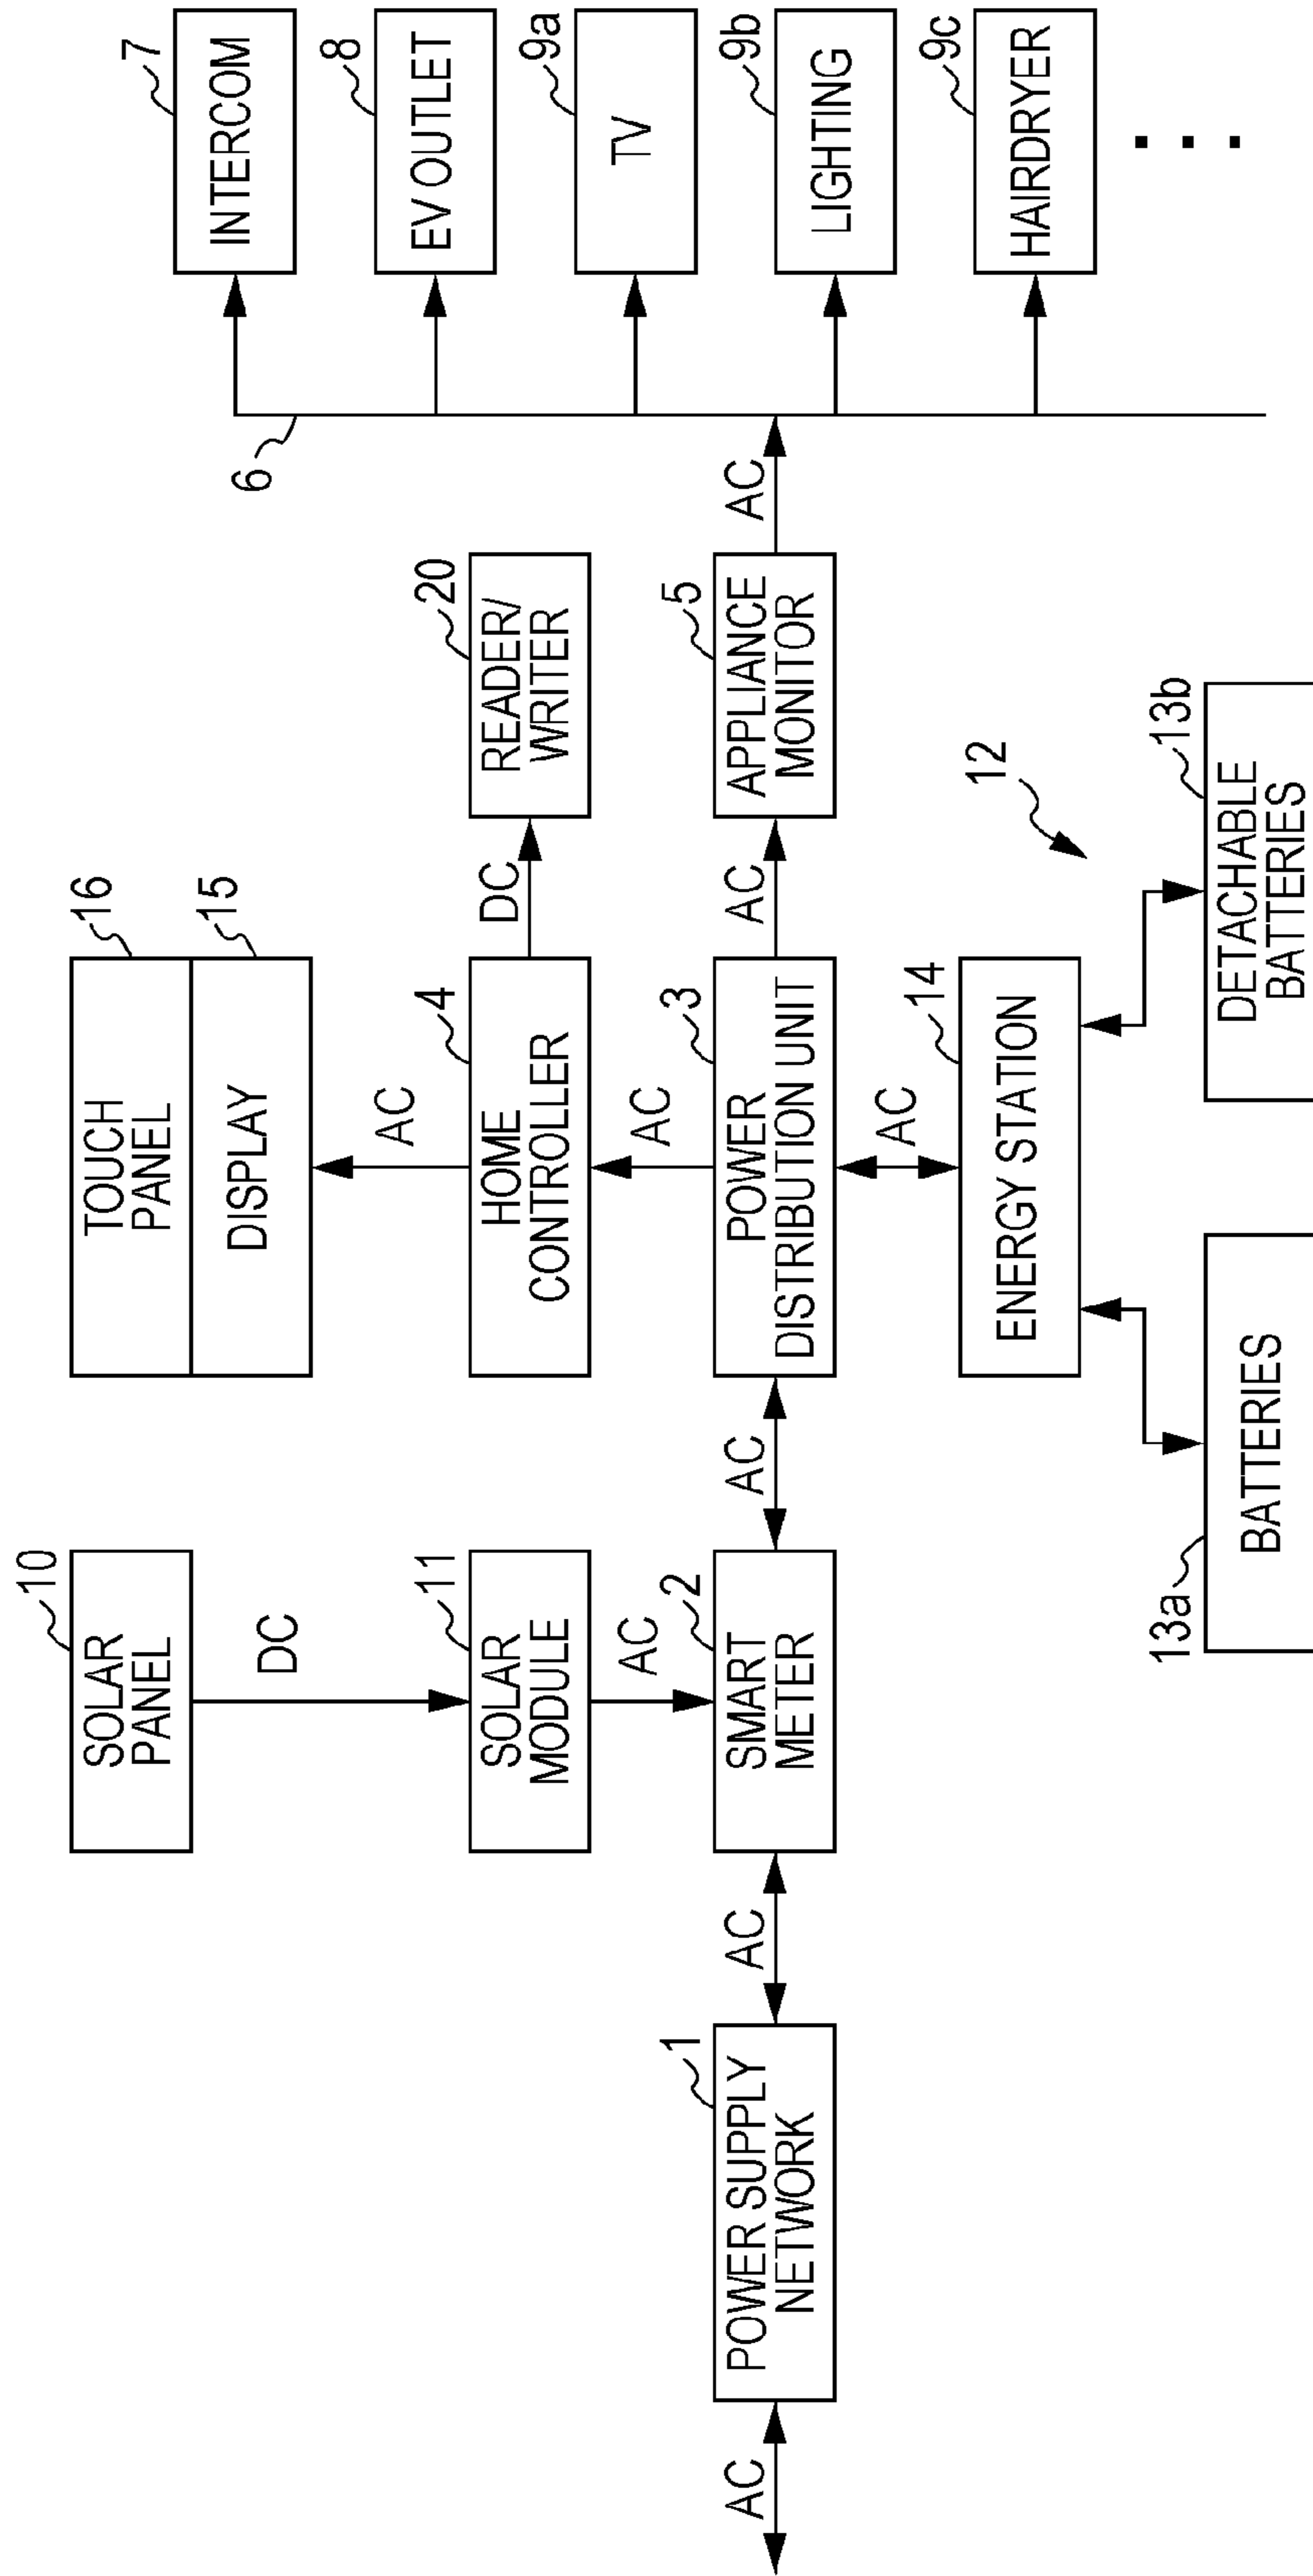 10
SOLAR
PANEL
DC
11
SOLAR
MODULE
AC
2
SMART
METER
AC
1
POWER SUPPLY
NETWORK
AC
AC
16
TOUCH
PANEL
15
DISPLAY
AC
4
HOME
CONTROLLER
DC
20
READER/
WRITER
AC
3
POWER
DISTRIBUTION UNIT
AC
5
APPLIANCE
MONITOR
AC
6
AC
14
ENERGY STATION
12
13a
BATTERIES
13b
DETACHABLE
BATTERIES
7
INTERCOM
8
EV OUTLET
9a
TV
9b
LIGHTING
9c
HAIRDRYER